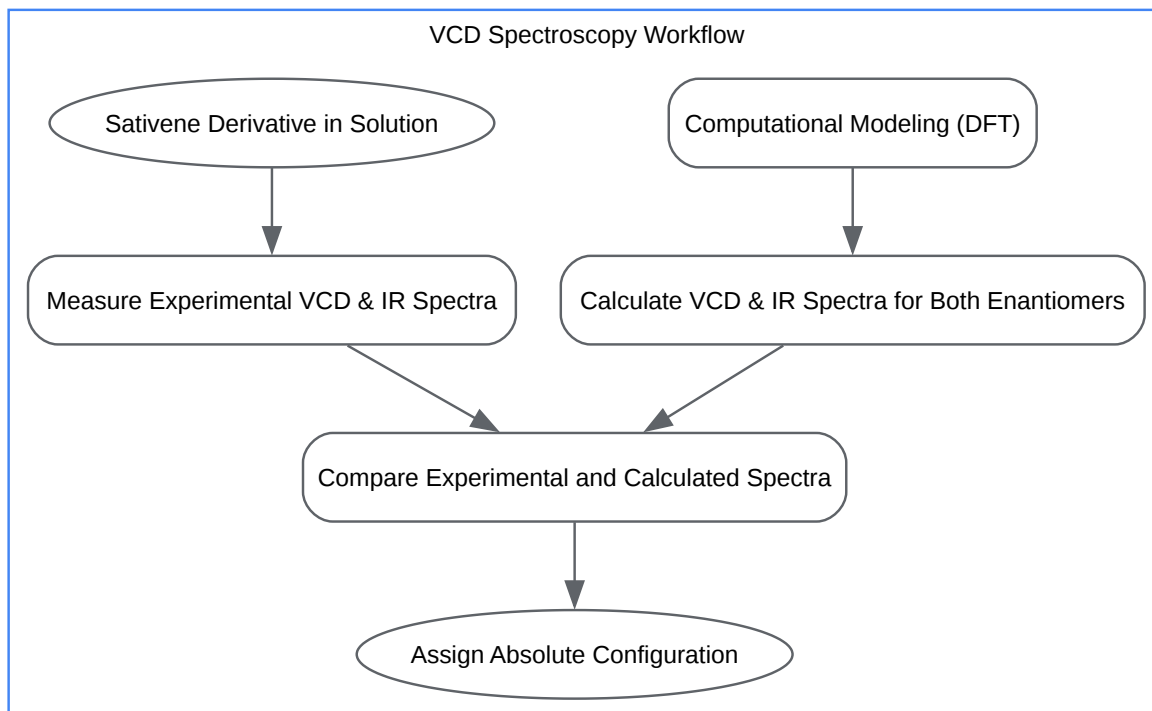 VCD Spectroscopy Workflow
Sativene Derivative in Solution
Computational Modeling (DFT)
Measure Experimental VCD & IR Spectra
Calculate VCD & IR Spectra for Both Enantiomers
Compare Experimental and Calculated Spectra
Assign Absolute Configuration